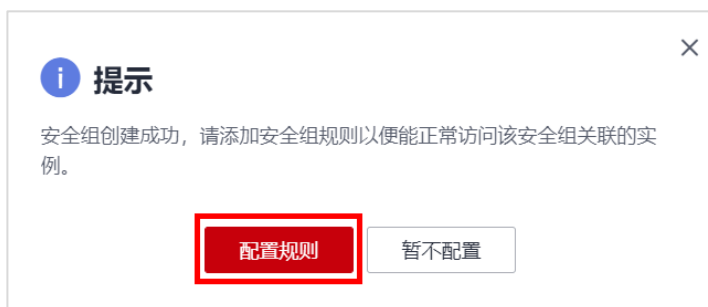 提示
安全组创建成功，请添加安全组规则以便能正常访问该安全组关联的实
例。
配置规则 暂不配置